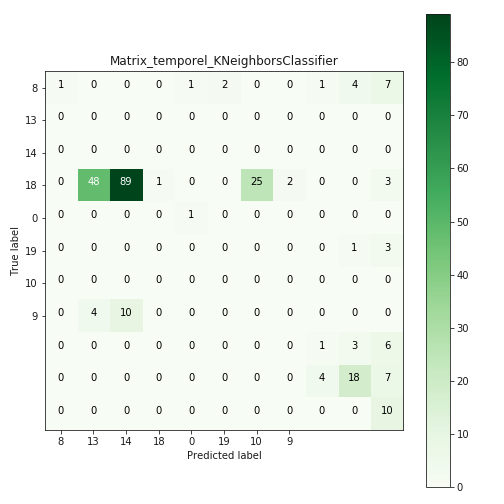 Matrix_temporel_KNeighborsClassifier
8 1 0 0 0 1 2 0 0 1 4 7
13 0 0 0 0 0 0 0 0 0 0 0
14 0 0 0 0 0 0 0 0 0 0 0
18 0 48 89 1 0 0 25 2 0 0 3
0 0 0 0 0 1 0 0 0 0 0 0
19 0 0 0 0 0 0 0 0 0 1 3
10 0 0 0 0 0 0 0 0 0 0 0
9 0 4 10 0 0 0 0 0 0 0 0
0 0 0 0 0 0 0 0 1 3 6
0 0 0 0 0 0 0 0 4 18 7
0 0 0 0 0 0 0 0 0 0 10
8 13 14 18 0 19 10 9
Predicted label
True label
80
70
60
50
40
30
20
10
0